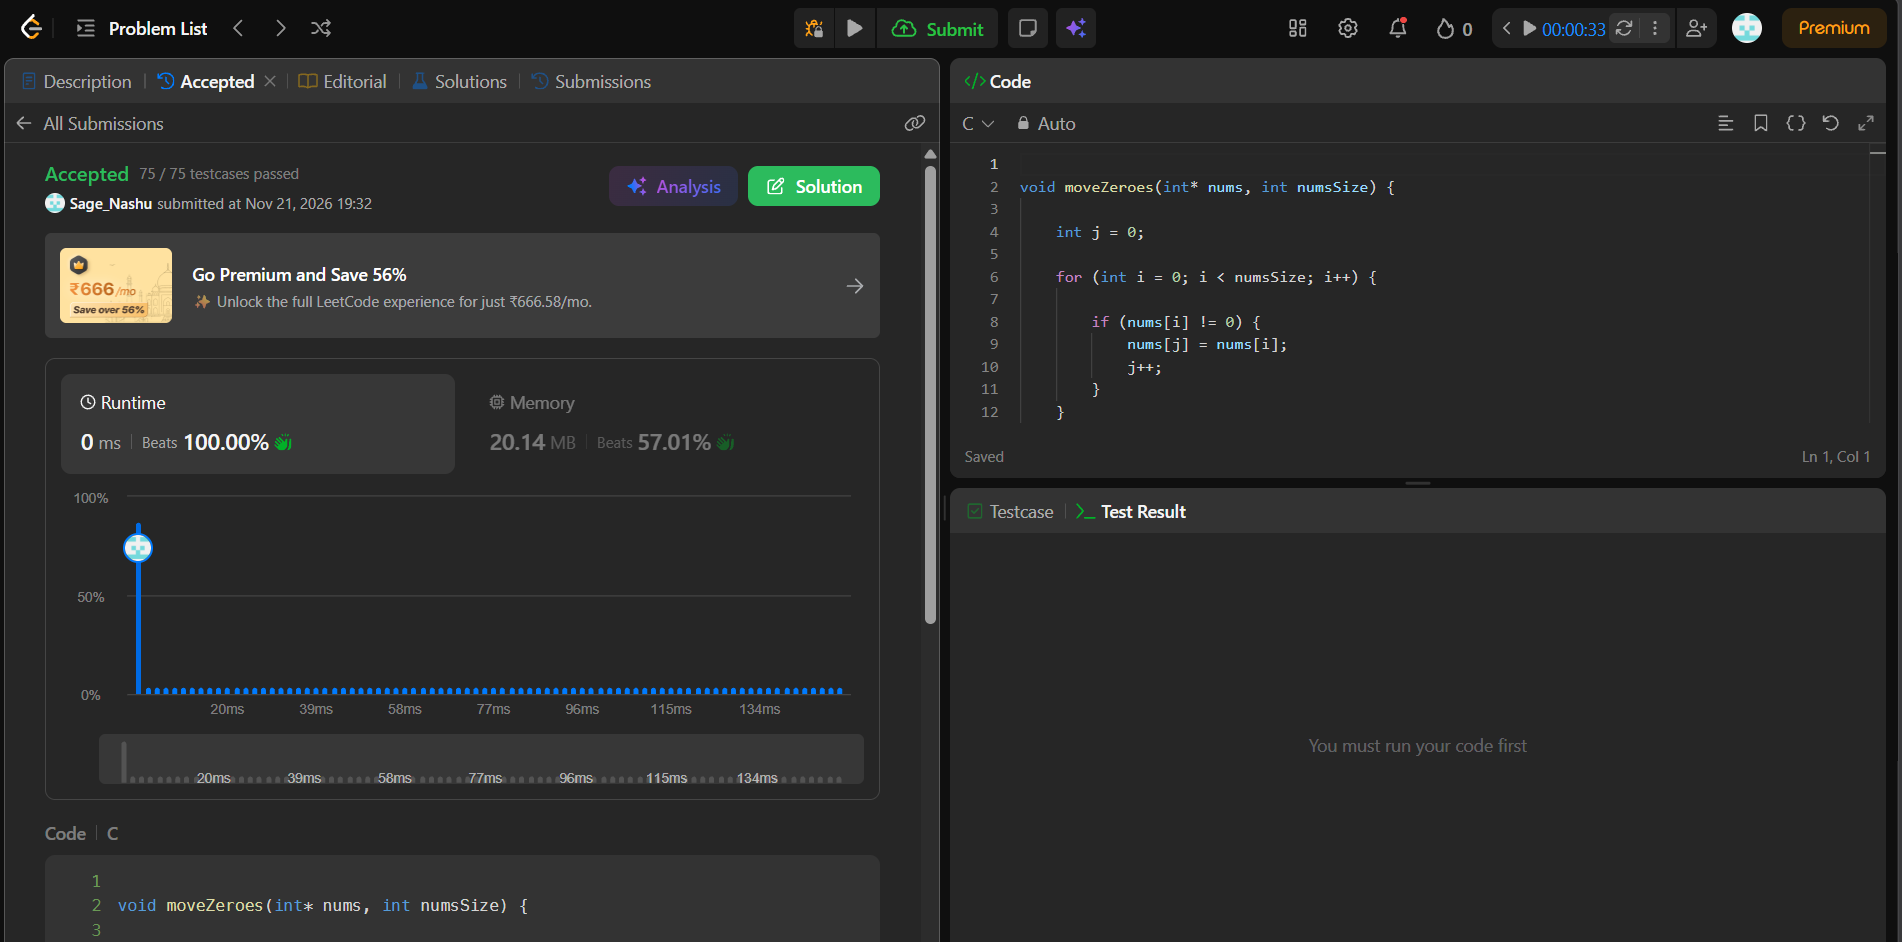 Problem List
Submit
0
00:00:33
Premium
Description
Accepted
Editorial
Solutions
Submissions
All Submissions
Accepted 75 / 75 testcases passed
Sage_Nashu submitted at Nov 21, 2026 19:32
Analysis
Solution
₹666/mo
Save over 56%
Go Premium and Save 56%
✨ Unlock the full LeetCode experience for just ₹666.58/mo.
Runtime
0 ms
Beats 100.00%
Memory
20.14 MB
Beats 57.01%
100%
50%
0%
20ms 39ms 58ms 77ms 96ms 115ms 134ms
20ms 39ms 58ms 77ms 96ms 115ms 134ms
Code | C
1
2 void moveZeroes(int* nums, int numsSize) {
3
</> Code
C
Auto
1
2 void moveZeroes(int* nums, int numsSize) {
3
4 int j = 0;
5
6 for (int i = 0; i < numsSize; i++) {
7
8 if (nums[i] != 0) {
9 nums[j] = nums[i];
10 j++;
11 }
12 }
Saved
Ln 1, Col 1
Testcase
Test Result
You must run your code first